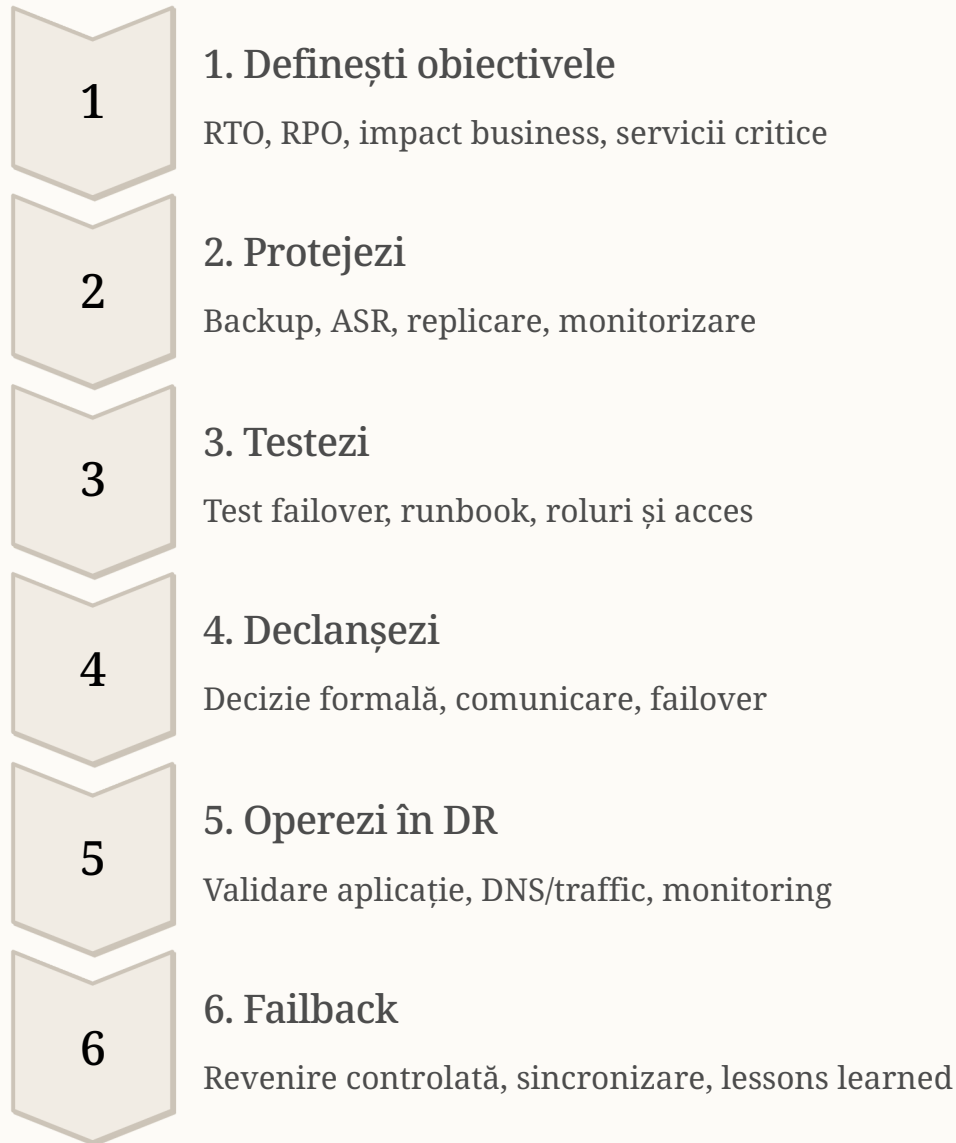 1
1. Definești obiectivele
RTO, RPO, impact business, servicii critice
2
2. Protejezi
Backup, ASR, replicare, monitorizare
3
3. Testezi
Test failover, runbook, roluri și acces
4
4. Declanșezi
Decizie formală, comunicare, failover
5
5. Operezi în DR
Validare aplicație, DNS/traffic, monitoring
6
6. Failback
Revenire controlată, sincronizare, lessons learned